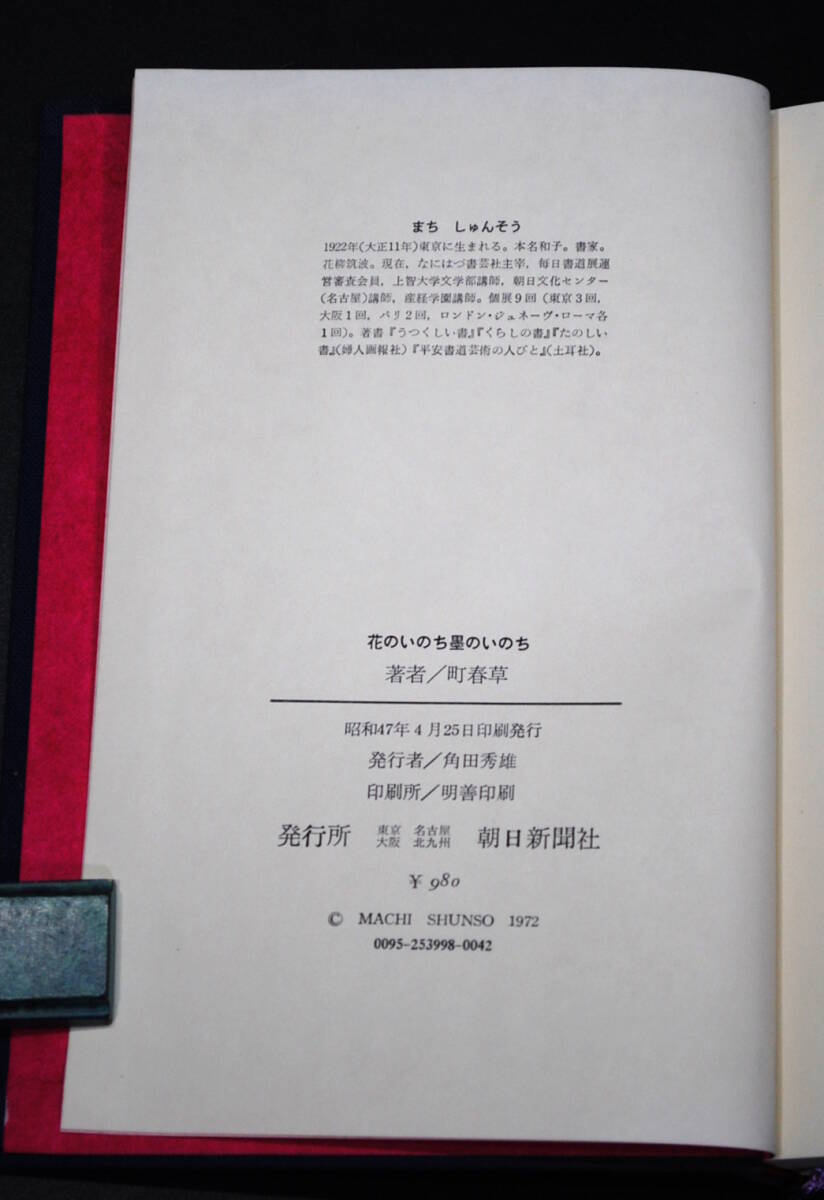 まち しゅんそう
1922年(大正11年)東京に生まれる。本名和子。書家。
花柳筑波。現在，なにはづ書芸社主宰，毎日書道展運
営審査会員，上智大学文学部講師，朝日文化センター
(名古屋)講師，産経学園講師。個展9回（東京3回，
大阪1回，パリ2回，ロンドン・ジュネーヴ・ローマ各
1回)。著書『うつくしい書』『くらしの書』『たのしい
書』(婦人画報社)『平安書道芸術の人びと』(土耳社)。
花のいのち墨のいのち
著者／町春草
昭和47年4月25日印刷発行
発行者／角田秀雄
印刷所／明善印刷
発行所 東京 名古屋 大阪 北九州 朝日新聞社
¥ 980
© MACHI SHUNSO 1972
0095-253998-0042